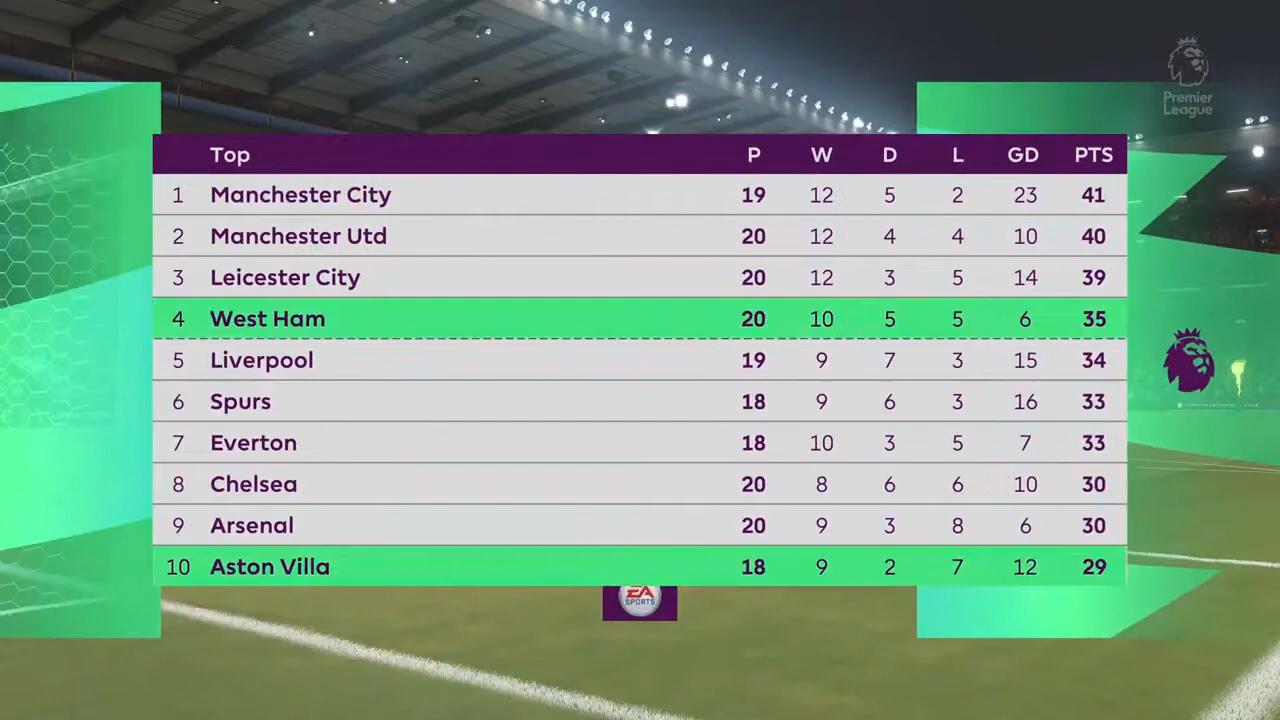 Premier
League
Top P W D L GD PTS
1 Manchester City 19 12 5 2 23 41
2 Manchester Utd 20 12 4 4 10 40
3 Leicester City 20 12 3 5 14 39
4 West Ham 20 10 5 5 6 35
5 Liverpool 19 9 7 3 15 34
6 Spurs 18 9 6 3 16 33
7 Everton 18 10 3 5 7 33
8 Chelsea 20 8 6 6 10 30
9 Arsenal 20 9 3 8 6 30
10 Aston Villa 18 9 2 7 12 29
EA
SPORTS